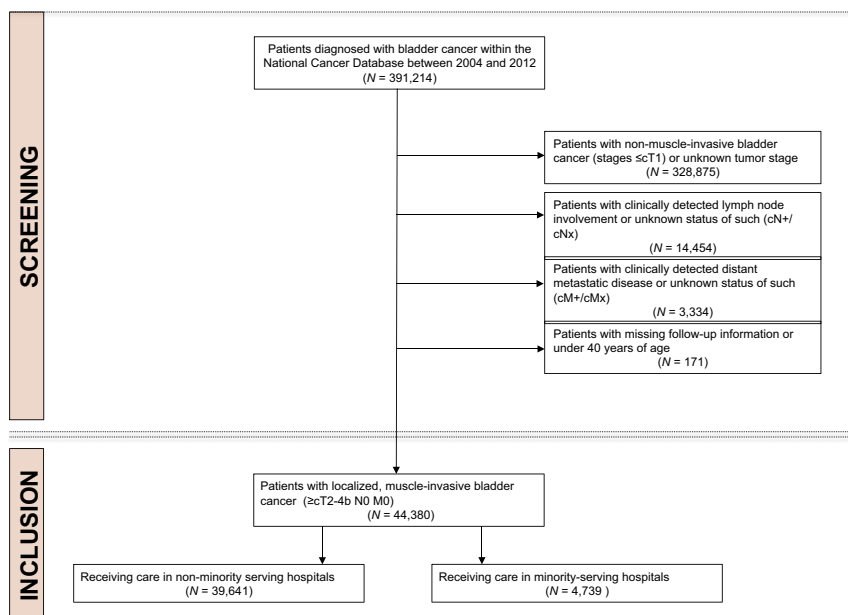 SCREENING
Patients diagnosed with bladder cancer within the
National Cancer Database between 2004 and 2012
(N = 391,214)
Patients with non-muscle-invasive bladder
cancer (stages ≤cT1) or unknown tumor stage
(N = 328,875)
Patients with clinically detected lymph node
involvement or unknown status of such (cN+/
cNx)
(N = 14,454)
Patients with clinically detected distant
metastatic disease or unknown status of such
(cM+/cMx)
(N = 3,334)
Patients with missing follow-up information or
under 40 years of age
(N = 171)
INCLUSION
Patients with localized, muscle-invasive bladder
cancer (≥cT2-4b N0 M0)
(N = 44,380)
Receiving care in non-minority serving hospitals
(N = 39,641)
Receiving care in minority-serving hospitals
(N = 4,739 )